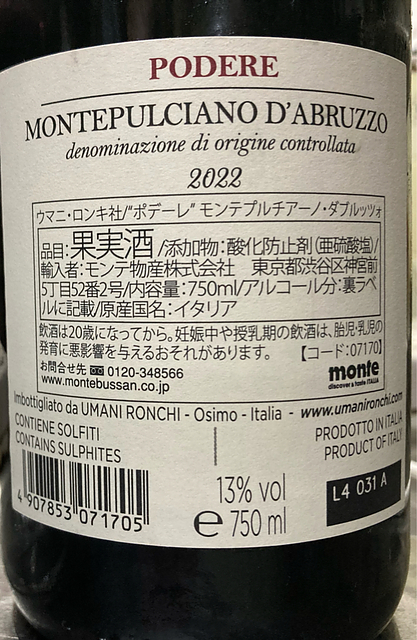 PODERE
MONTEPULCIANO D'ABRUZZO
denominazione di origine controllata
2022
ウマニ・ロンキ社/"ポデーレ" モンテプルチアーノ・ダブルッツォ
品目:果実酒/添加物:酸化防止剤(亜硫酸塩)/
輸入者:モンテ物産株式会社 東京都渋谷区神宮前
5丁目52番2号/内容量:750ml/アルコール分:裏ラベ
ルに記載/原産国名:イタリア
飲酒は20歳になってから。妊娠中や授乳期の飲酒は、胎児・乳児の
発育に悪影響を与えるおそれがあります。 【コード:07170】
お問合せ先 0120-348566
www.montebussan.co.jp
monte
discover & taste ITALIA
Imbottigliato da UMANI RONCHI - Osimo - Italia - www.umanironchi.com
CONTIENE SOLFITI
CONTAINS SULPHITES
PRODOTTO IN ITALIA
PRODUCT OF ITALY
4 907853 071705
13% vol
e 750 ml
L4 031 A